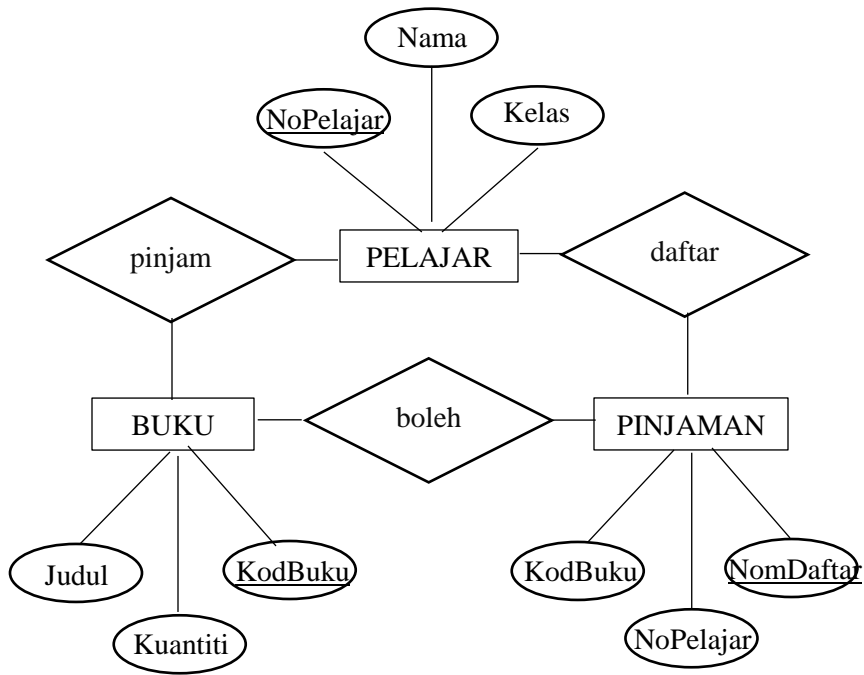 Nama
NoPelajar
Kelas
pinjam
PELAJAR
daftar
BUKU
boleh
PINJAMAN
Judul
KodBuku
KodBuku
NomDaftar
Kuantiti
NoPelajar